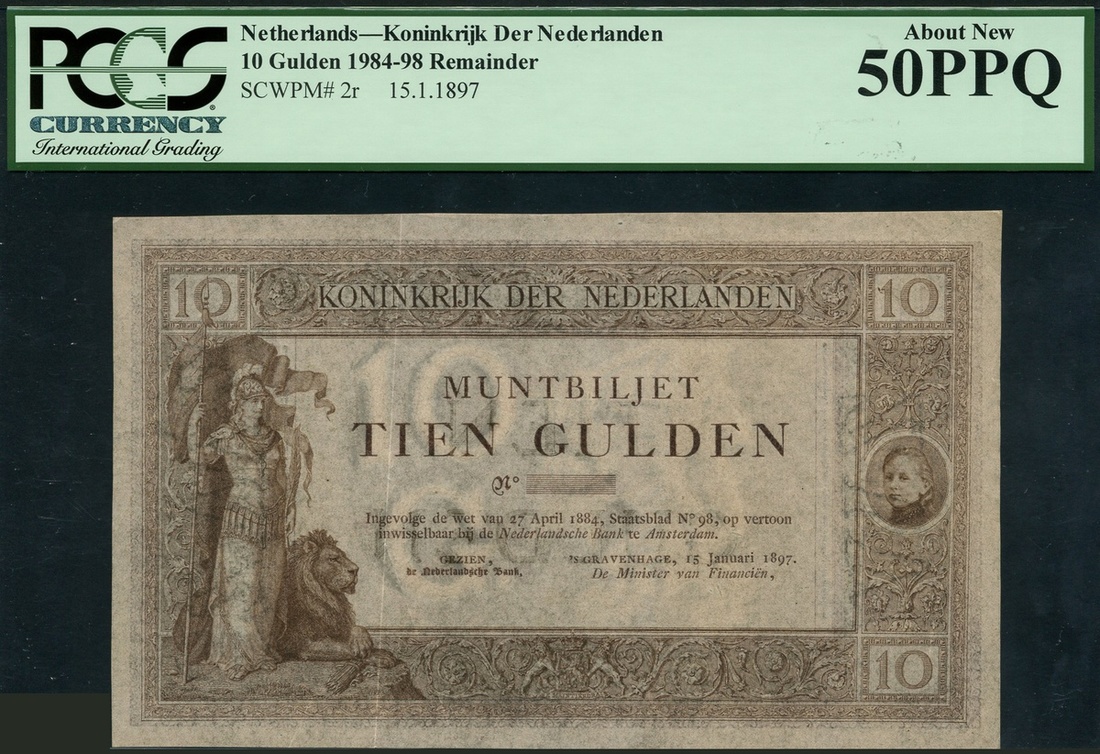 PCGS
CURRENCY
International Grading
Netherlands—Koninkrijk Der Nederlanden
10 Gulden 1984-98 Remainder
SCWPM# 2r 15.1.1897
About New
50PPQ
10 KONINKRIJK DER NEDERLANDEN 10
10
MUNTBILJET
TIEN GULDEN
No
Ingevolge de wet van 27 April 1884, Staatsblad No 98, op vertoon
inwisselbaar bij de Nederlandsche Bank te Amsterdam.
GEZIEN, 'S GRAVENHAGE, 15 Januari 1897.
de Nederlandsche Bank, De Minister van Financiën,
10